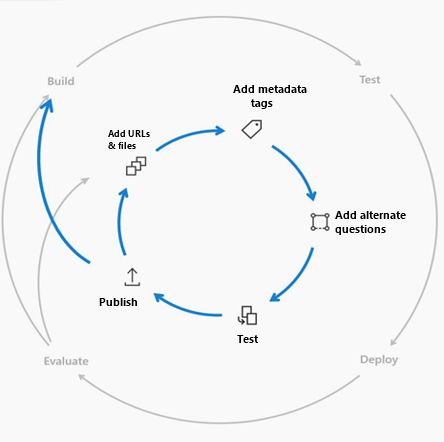 Build
Test
Add metadata
tags
Add URLs
& files
Add alternate
questions
Publish
Test
Evaluate
Deploy